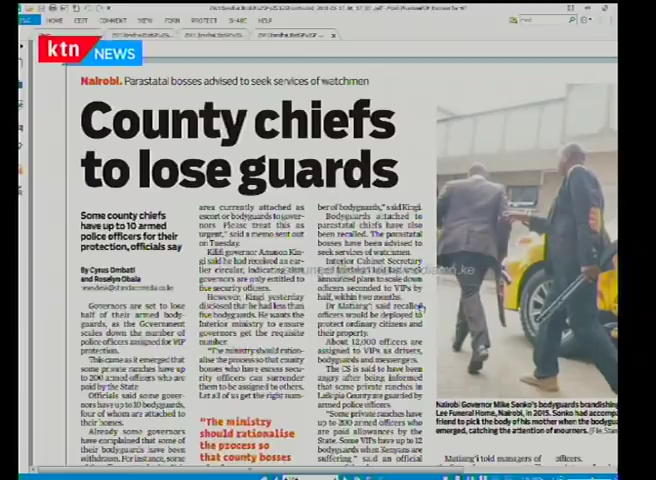 HOME EDIT COMMENT VIEW FORM PROTECT SHARE HELP
ktn
NEWS
Nairobi. Parastatal bosses advised to seek services of watchmen
County chiefs
to lose guards
Some county chiefs
have up to 10 armed
police officers for their
protection, officials say
By Cyrus Ombati
and Roselyn Obala
Governors are set to lose
half of their armed body-
guards, as the Government
scales down the number of
police officers assigned for VIP
protection.
This came as it emerged that
some private ranches have up
to 200 armed officers who are
paid by the State
Officials said some gover-
nors have up to 10 bodyguards,
four of whom are attached to
their homes.
Already some governors
have complained that some of
their bodyguards have been
withdrawn. For instance, some
area currently attached as
escort or bodyguards to gover-
nors. Please treat this as
urgent," said a memo sent out
on Tuesday.
Kilifi governor Amason Kin-
gi said he had received an ear-
lier circular, indicating
governors are only entitled to
five security officers.
However, Kingi yesterday
disclosed that he had less than
five bodyguards. He wants the
Interior ministry to ensure
governors get the requisite
number.
"The ministry should ration-
alise the process so that county
bosses who have excess secu-
rity officers can surrender
them to be assigned to others.
Let all of us get the right num-
"The ministry
should rationalise
the process so
that county bosses
ber of bodyguards," said Kingi.
Bodyguards attached to
parastatal chiefs have also
been recalled. The parastatal
bosses have been advised to
seek services of watchmen.
Interior Cabinet Secretary
announced plans to scale down
officers seconded to VIPs by
half, within two months.
Dr Matiang'i said recalled
officers would be deployed to
protect ordinary citizens and
their property.
About 12,000 officers are
assigned to VIPs as drivers,
bodyguards and messengers.
The CS is said to have been
angry after being informed
that some private ranches in
Laikipia County are guarded by
armed police officers.
"Some private ranches have
up to 200 officers who are
paid allowances by the
State. Some VIPs have up to 12
bodyguards when Kenyans are
suffering," said an official
Nairobi Governor Mike Sonko's bodyguards brandishing
Lee Funeral Home, Nairobi, in 2015. Sonko had accomp
friend to pick the body of his mother when the bodygu
emerged, catching the attention of mourners. (File, Stan
Matiang'i told managers of officers.